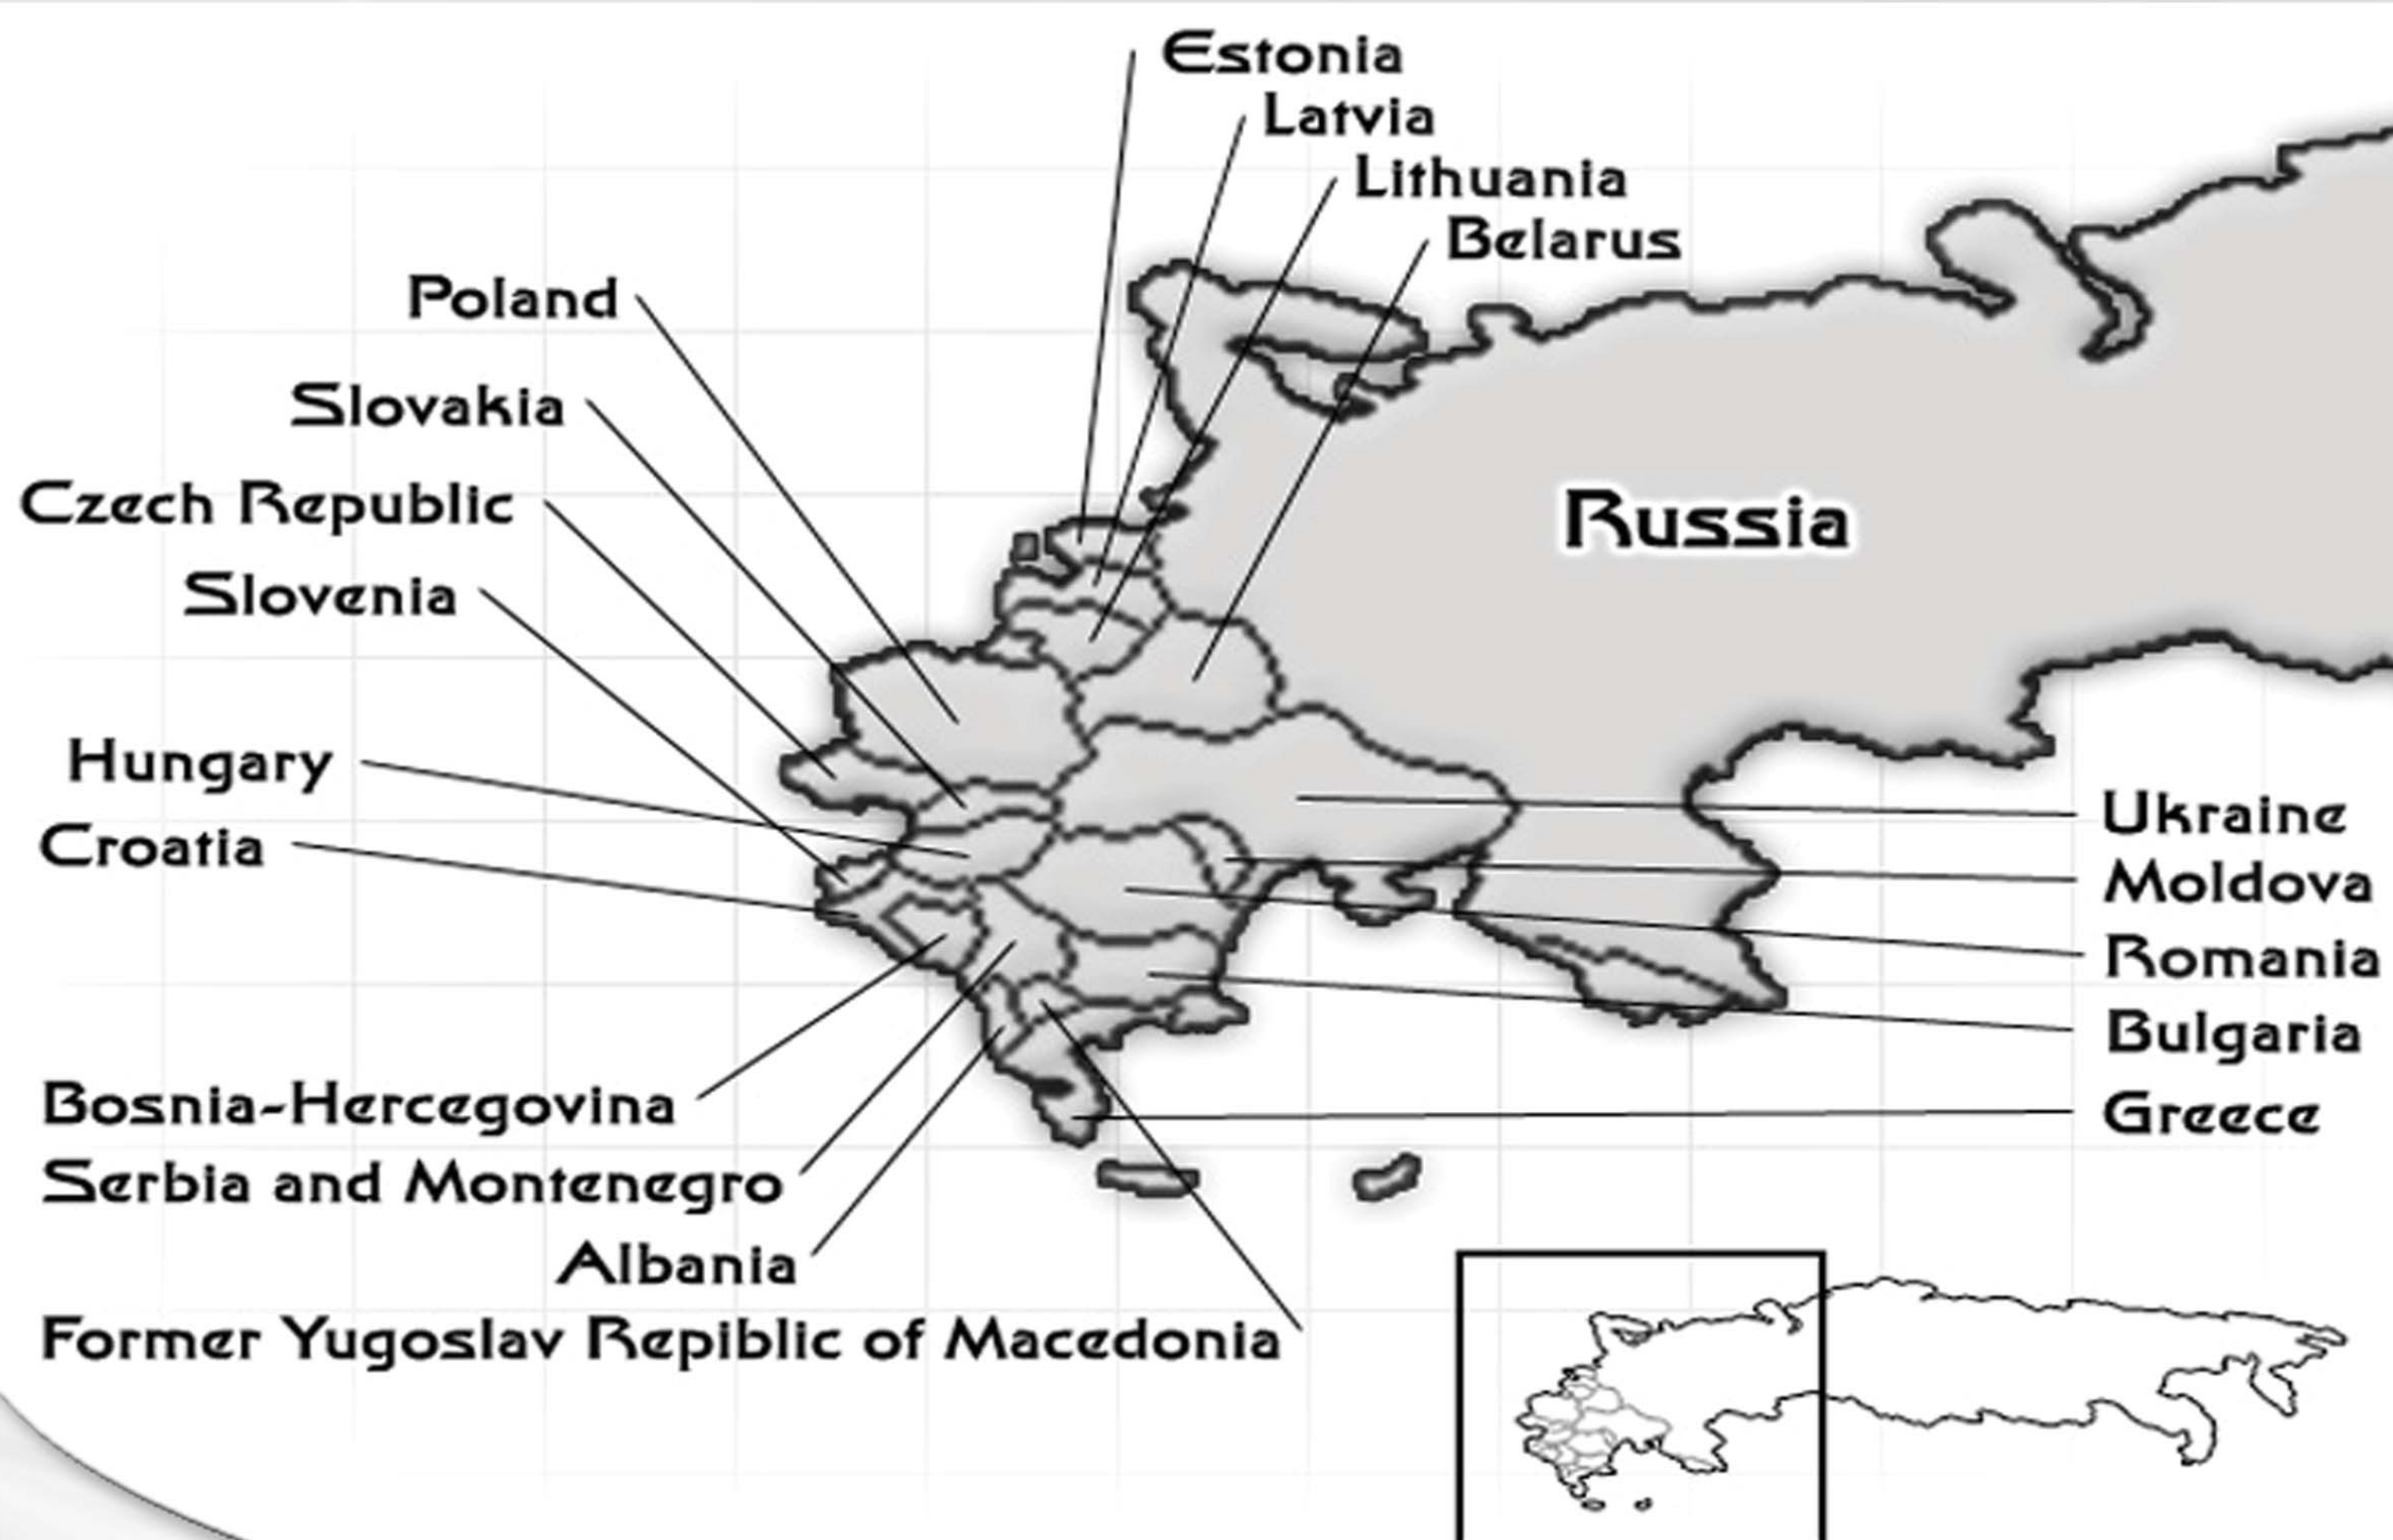 Estonia
Latvia
Lithuania
Belarus
Poland
Slovakia
Czech Republic
Slovenia
Russia
Hungary
Croatia
Ukraine
Moldova
Romania
Bulgaria
Greece
Bosnia-Hercegovina
Serbia and Montenegro
Albania
Former Yugoslav Repiblic of Macedonia